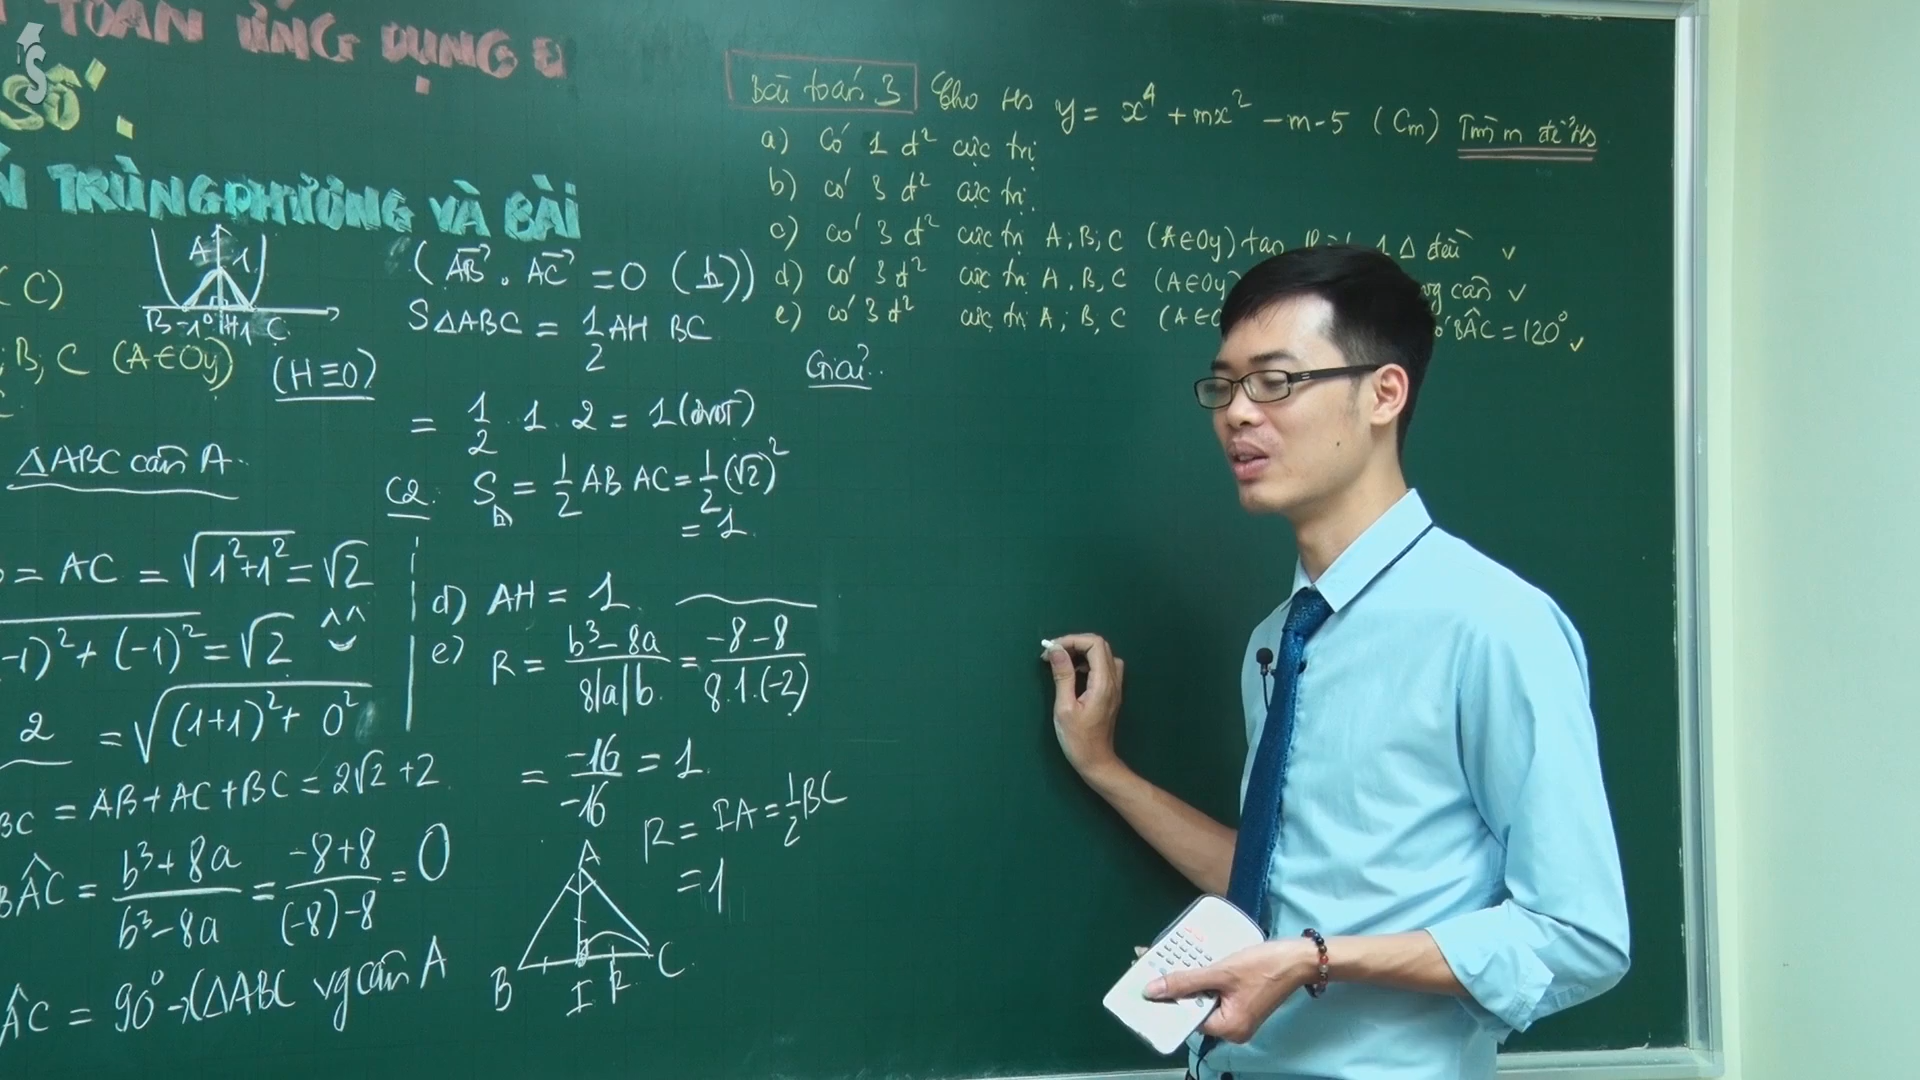 TOÁN ỨNG DỤNG Đ
SỐ.
TRÙNG PHƯƠNG VÀ BÀI
( C)
A 1
B -1 0 H 1 C
; B; C (A∈Oy)
(H≡O)
ΔABC cân A.
= AC = √(1²+1²) = √2
-1)² + (-1)² = √2
2 = √((1+1)² + 0²)
BC = AB+AC+BC = 2√2 + 2
BÂC = (b³+8a)/(b³-8a) = (-8+8)/((-8)-8) = 0
ÂC = 90° → (ΔABC vg cân A
(AB→ . AC→ = 0 (h))
SΔABC = 1/2 AH BC
= 1/2 . 1 . 2 = 1 (đvdt)
C2. S = 1/2 AB AC = 1/2 (√2)²
= 1
d) AH = 1
e) R = (b³-8a)/(8|a|b) = (-8-8)/(8.1.(-2))
= -16/-16 = 1
R = IA = 1/2 BC
= 1
A
B I R C
Bài toán 3 Cho Hs y = x⁴ + mx² - m - 5 (Cm) Tìm m để Hs
a) Có 1 đ² cực trị
b) có 3 đ² cực trị.
c) có 3 đ² cực trị A; B; C (A∈Oy) tạo 1 Δ đều ✓
d) có 3 đ² cực trị A, B, C (A∈Oy) vg cân ✓
e) có 3 đ² cực trị A; B, C (A∈ BÂC = 120° ✓
Giải.